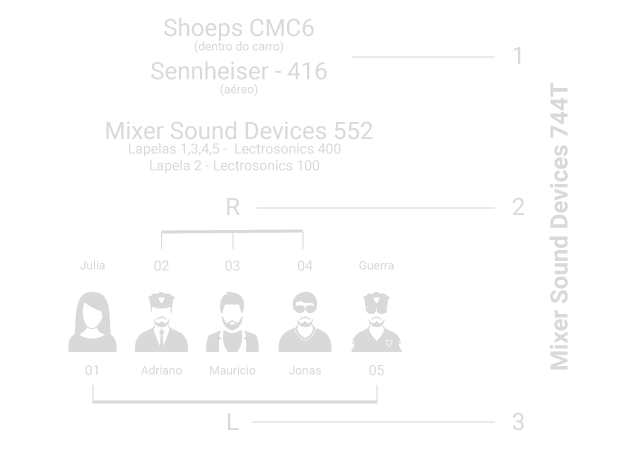 Shoeps CMC6
(dentro do carro)
1
Sennheiser - 416
(aéreo)
Mixer Sound Devices 552
Lapelas 1,3,4,5 - Lectrosonics 400
Lapela 2 - Lectrosonics 100
R
2
Julia
02
03
04
Guerra
01
Adriano
Mauricio
Jonas
05
L
3
Mixer Sound Devices 744T